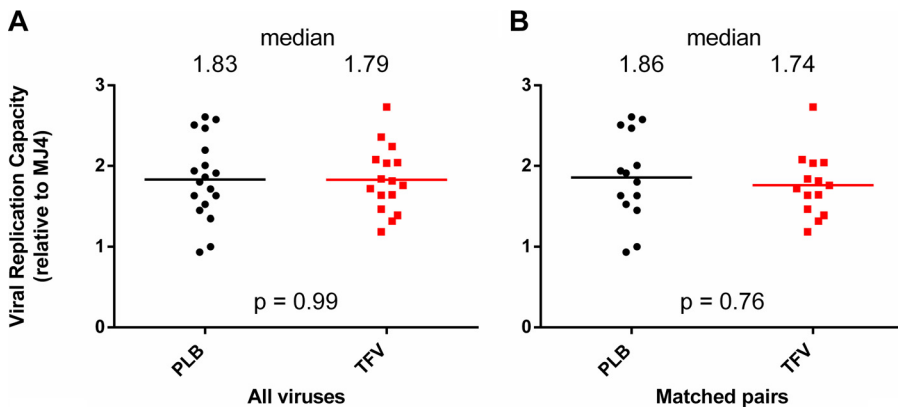 A
median
1.83 1.79
Viral Replication Capacity
(relative to MJ4)
3
2
1
0
p = 0.99
PLB TFV
All viruses
B
median
1.86 1.74
3
2
1
0
p = 0.76
PLB TFV
Matched pairs